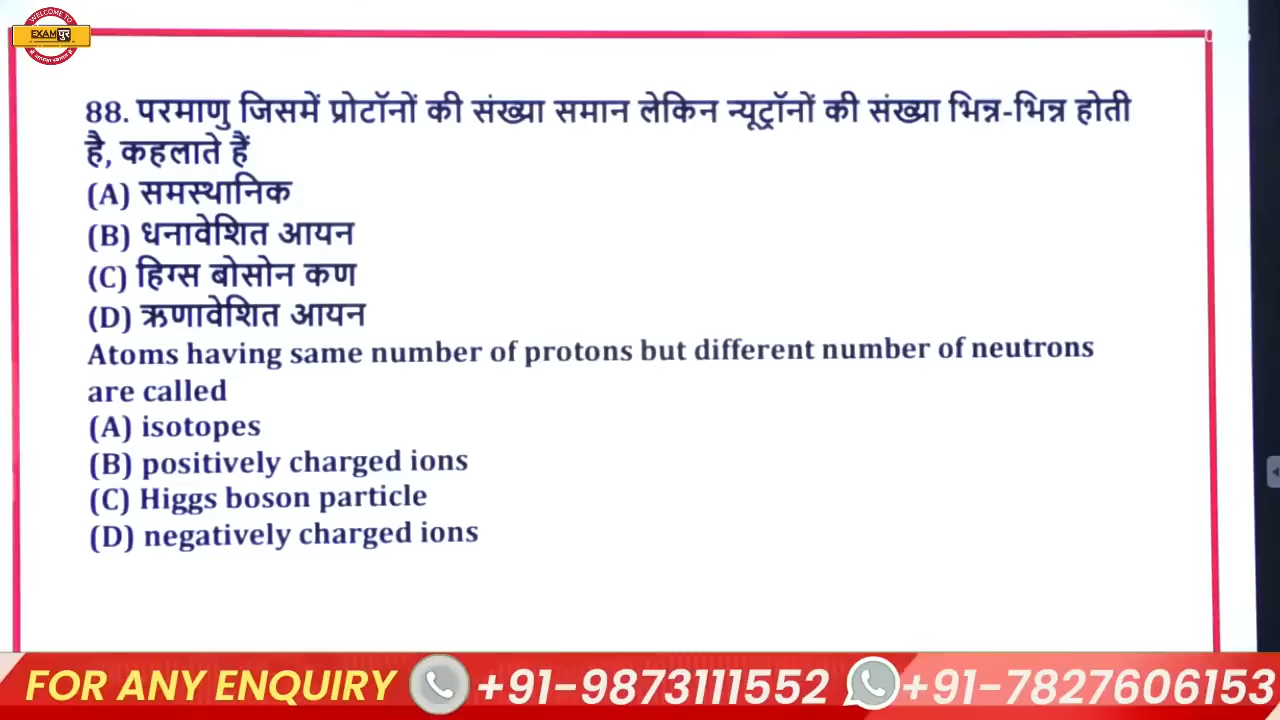 WELCOME TO
EXAMपुर
88. परमाणु जिसमें प्रोटॉनों की संख्या समान लेकिन न्यूट्रॉनों की संख्या भिन्न-भिन्न होती
है, कहलाते हैं
(A) समस्थानिक
(B) धनावेशित आयन
(C) हिग्स बोसोन कण
(D) ऋणावेशित आयन
Atoms having same number of protons but different number of neutrons
are called
(A) isotopes
(B) positively charged ions
(C) Higgs boson particle
(D) negatively charged ions
FOR ANY ENQUIRY +91-9873111552 +91-7827606153